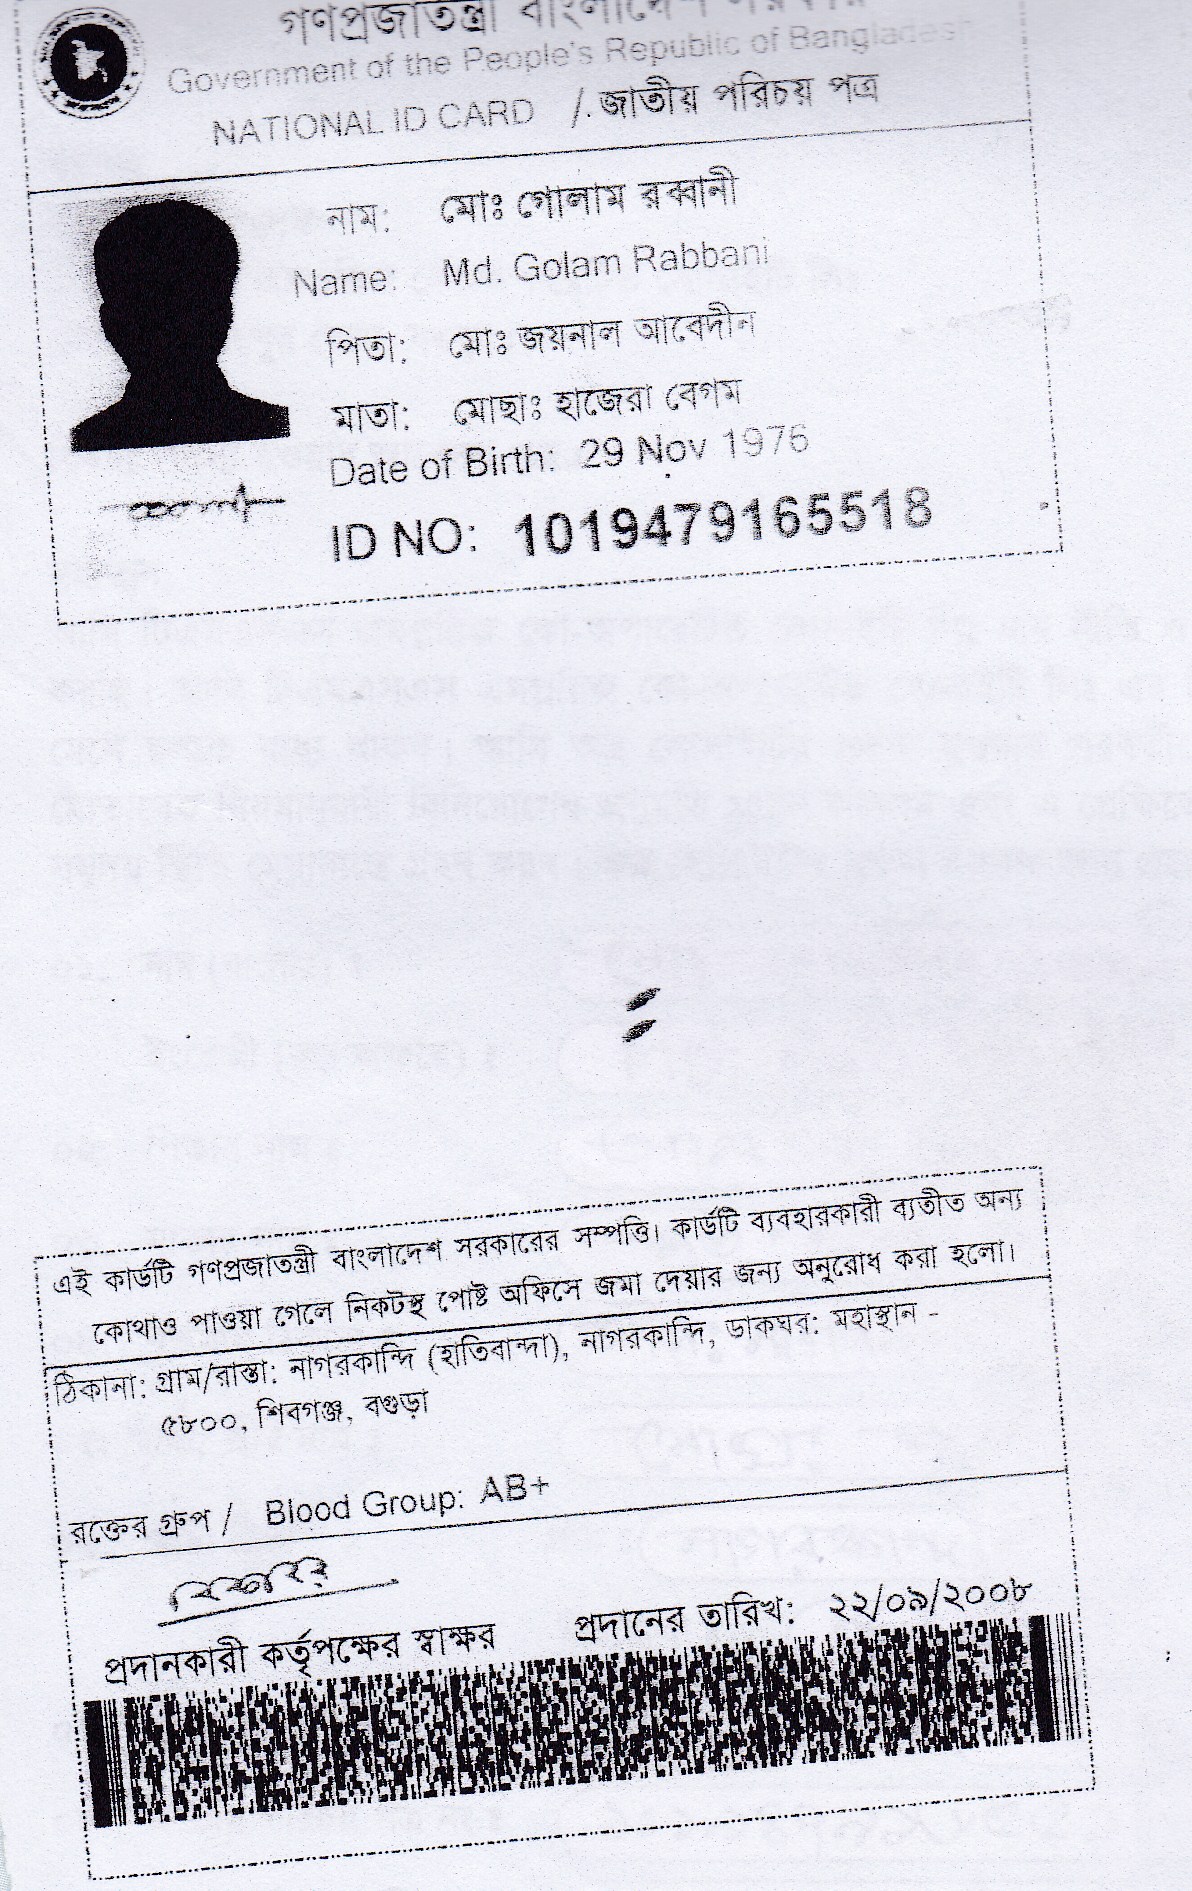 গণপ্রজাতন্ত্রী বাংলাদেশ সরকার
Government of the People's Republic of Bangladesh
NATIONAL ID CARD / জাতীয় পরিচয় পত্র
নাম: মোঃ গোলাম রব্বানী
Name: Md. Golam Rabbani
পিতা: মোঃ জয়নাল আবেদীন
মাতা: মোছাঃ হাজেরা বেগম
Date of Birth: 29 Nov 1976
ID NO: 1019479165518
এই কার্ডটি গণপ্রজাতন্ত্রী বাংলাদেশ সরকারের সম্পত্তি। কার্ডটি ব্যবহারকারী ব্যতীত অন্য
কোথাও পাওয়া গেলে নিকটস্থ পোষ্ট অফিসে জমা দেয়ার জন্য অনুরোধ করা হলো।
ঠিকানা: গ্রাম/রাস্তা: নাগরকান্দি (হাতিবান্দা), নাগরকান্দি, ডাকঘর: মহাস্থান -
৫৮০০, শিবগঞ্জ, বগুড়া
রক্তের গ্রুপ / Blood Group: AB+
প্রদানকারী কর্তৃপক্ষের স্বাক্ষর প্রদানের তারিখ: ২২/০৯/২০০৮